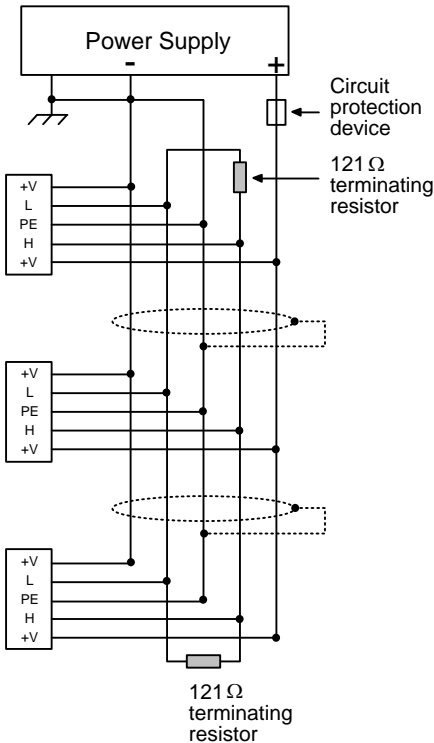 Power Supply
-
+
Circuit
protection
device
121 Ω
terminating
resistor
+V
L
PE
H
+V
+V
L
PE
H
+V
+V
L
PE
H
+V
121 Ω
terminating
resistor